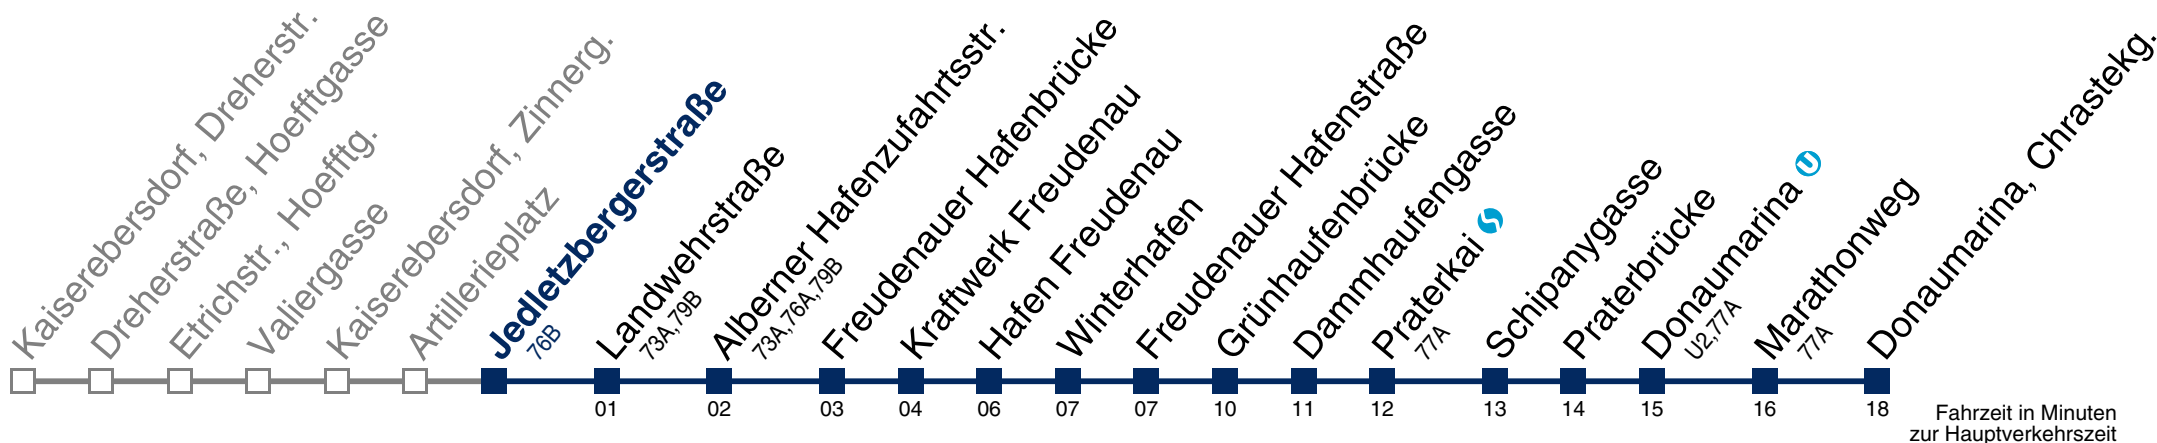 Kaiserebersdorf, Dreherstr.
Dreherstraße, Hoefftgasse
Etrichstr., Hoefftg.
Valiergasse
Kaiserebersdorf, Zinnerg.
Artillerieplatz
Jedletzbergerstraße
76B
Landwehrstraße
73A,79B
Alberner Hafenzufahrtsstr.
73A,76A,79B
Freudenauer Hafenbrücke
Kraftwerk Freudenau
Hafen Freudenau
Winterhafen
Freudenauer Hafenstraße
Grünhaufenbrücke
Dammhaufengasse
Praterkai
77A
Schipanygasse
Praterbrücke
Donaumarina U
U2,77A
Marathonweg
77A
Donaumarina, Chrastekg.
01 02 03 04 06 07 07 10 11 12 13 14 15 16 18
Fahrzeit in Minuten
zur Hauptverkehrszeit